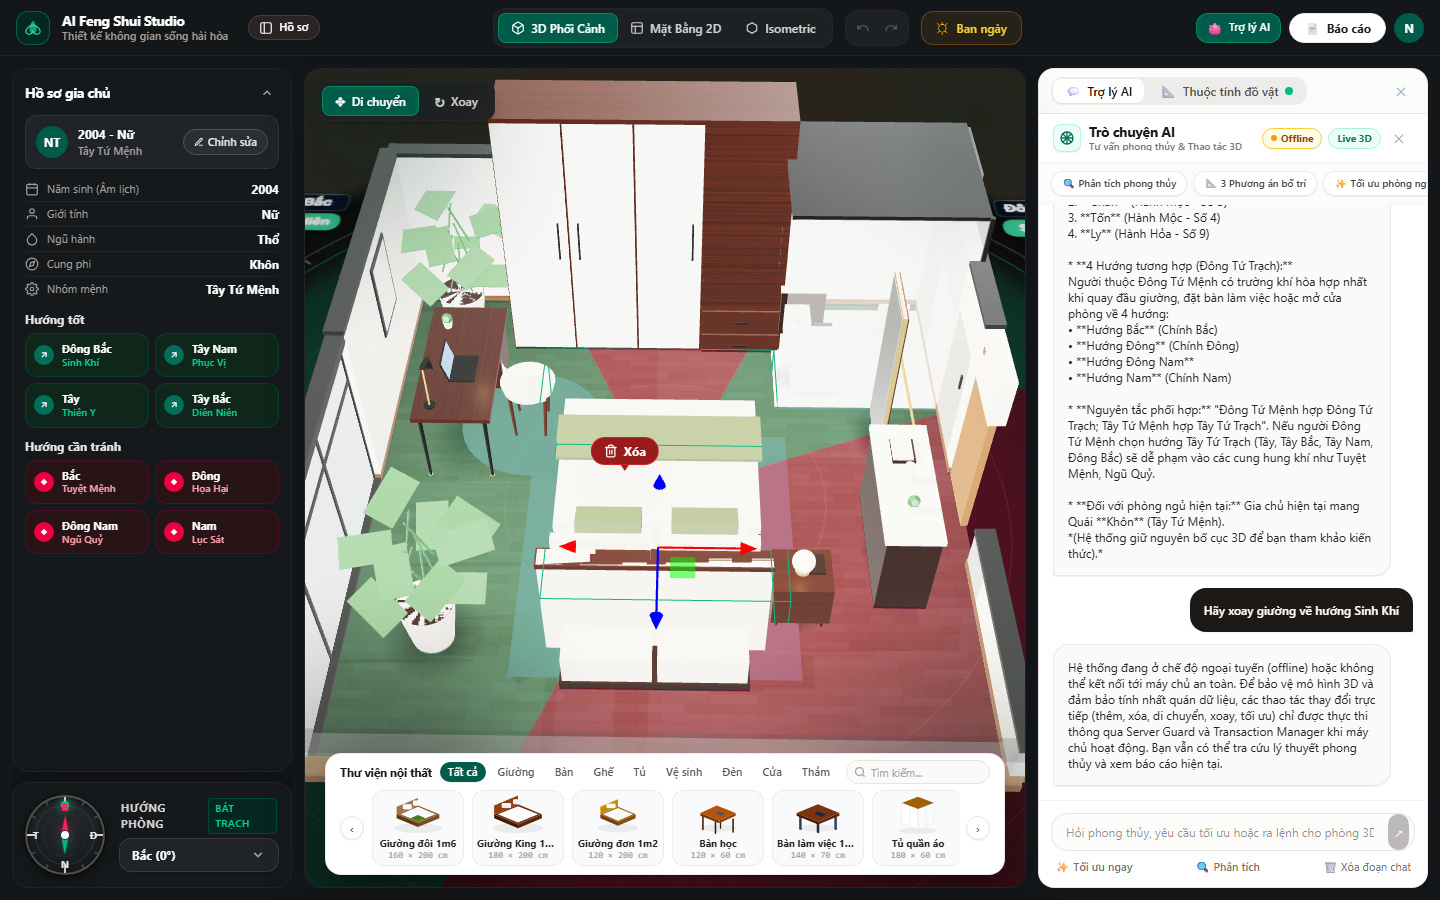 AI Feng Shui Studio
Thiết kế không gian sống hài hòa
Hồ sơ
3D Phối Cảnh
Mặt Bằng 2D
Isometric
Ban ngày
Trợ lý AI
Báo cáo
N
Hồ sơ gia chủ
NT
2004 - Nữ
Tây Tứ Mệnh
Chỉnh sửa
Năm sinh (Âm lịch)
2004
Giới tính
Nữ
Ngũ hành
Thổ
Cung phi
Khôn
Nhóm mệnh
Tây Tứ Mệnh
Hướng tốt
Đông Bắc
Sinh Khí
Tây Nam
Phục Vị
Tây
Thiên Y
Tây Bắc
Diên Niên
Hướng cần tránh
Bắc
Tuyệt Mệnh
Đông
Họa Hại
Đông Nam
Ngũ Quỷ
Nam
Lục Sát
T
Đ
N
HƯỚNG PHÒNG
BÁT TRẠCH
Bắc (0°)
Di chuyển
Xoay
Bắc
Xóa
Thư viện nội thất
Tất cả
Giường
Bàn
Ghế
Tủ
Vệ sinh
Đèn
Cửa
Thảm
Tìm kiếm...
Giường đôi 1m6
160 × 200 cm
Giường King 1...
180 × 200 cm
Giường đơn 1m2
120 × 200 cm
Bàn học
120 × 60 cm
Bàn làm việc 1...
140 × 70 cm
Tủ quần áo
180 × 60 cm
Trợ lý AI
Thuộc tính đồ vật
Trò chuyện AI
Tư vấn phong thủy & Thao tác 3D
Offline
Live 3D
Phân tích phong thủy
3 Phương án bố trí
Tối ưu phòng ng
3. **Tốn** (Hành Mộc - Số 4)
4. **Ly** (Hành Hỏa - Số 9)
* **4 Hướng tương hợp (Đông Tứ Trạch):**
Người thuộc Đông Tứ Mệnh có trường khí hòa hợp nhất
khi quay đầu giường, đặt bàn làm việc hoặc mở cửa
phòng về 4 hướng:
• **Hướng Bắc** (Chính Bắc)
• **Hướng Đông** (Chính Đông)
• **Hướng Đông Nam**
• **Hướng Nam** (Chính Nam)
* **Nguyên tắc phối hợp:** "Đông Tứ Mệnh hợp Đông Tứ
Trạch; Tây Tứ Mệnh hợp Tây Tứ Trạch". Nếu người Đông
Tứ Mệnh chọn hướng Tây Tứ Trạch (Tây, Tây Bắc, Tây Nam,
Đông Bắc) sẽ dễ phạm vào các cung hung khí như Tuyệt
Mệnh, Ngũ Quỷ.
* **Đối với phòng ngủ hiện tại:** Gia chủ hiện tại mang
Quái **Khôn** (Tây Tứ Mệnh).
*(Hệ thống giữ nguyên bố cục 3D để bạn tham khảo kiến
thức).*
Hãy xoay giường về hướng Sinh Khí
Hệ thống đang ở chế độ ngoại tuyến (offline) hoặc không
thể kết nối tới máy chủ an toàn. Để bảo vệ mô hình 3D và
đảm bảo tính nhất quán dữ liệu, các thao tác thay đổi trực
tiếp (thêm, xóa, di chuyển, xoay, tối ưu) chỉ được thực thi
thông qua Server Guard và Transaction Manager khi máy
chủ hoạt động. Bạn vẫn có thể tra cứu lý thuyết phong
thủy và xem báo cáo hiện tại.
Hỏi phong thủy, yêu cầu tối ưu hoặc ra lệnh cho phòng 3D
Tối ưu ngay
Phân tích
Xóa đoạn chat